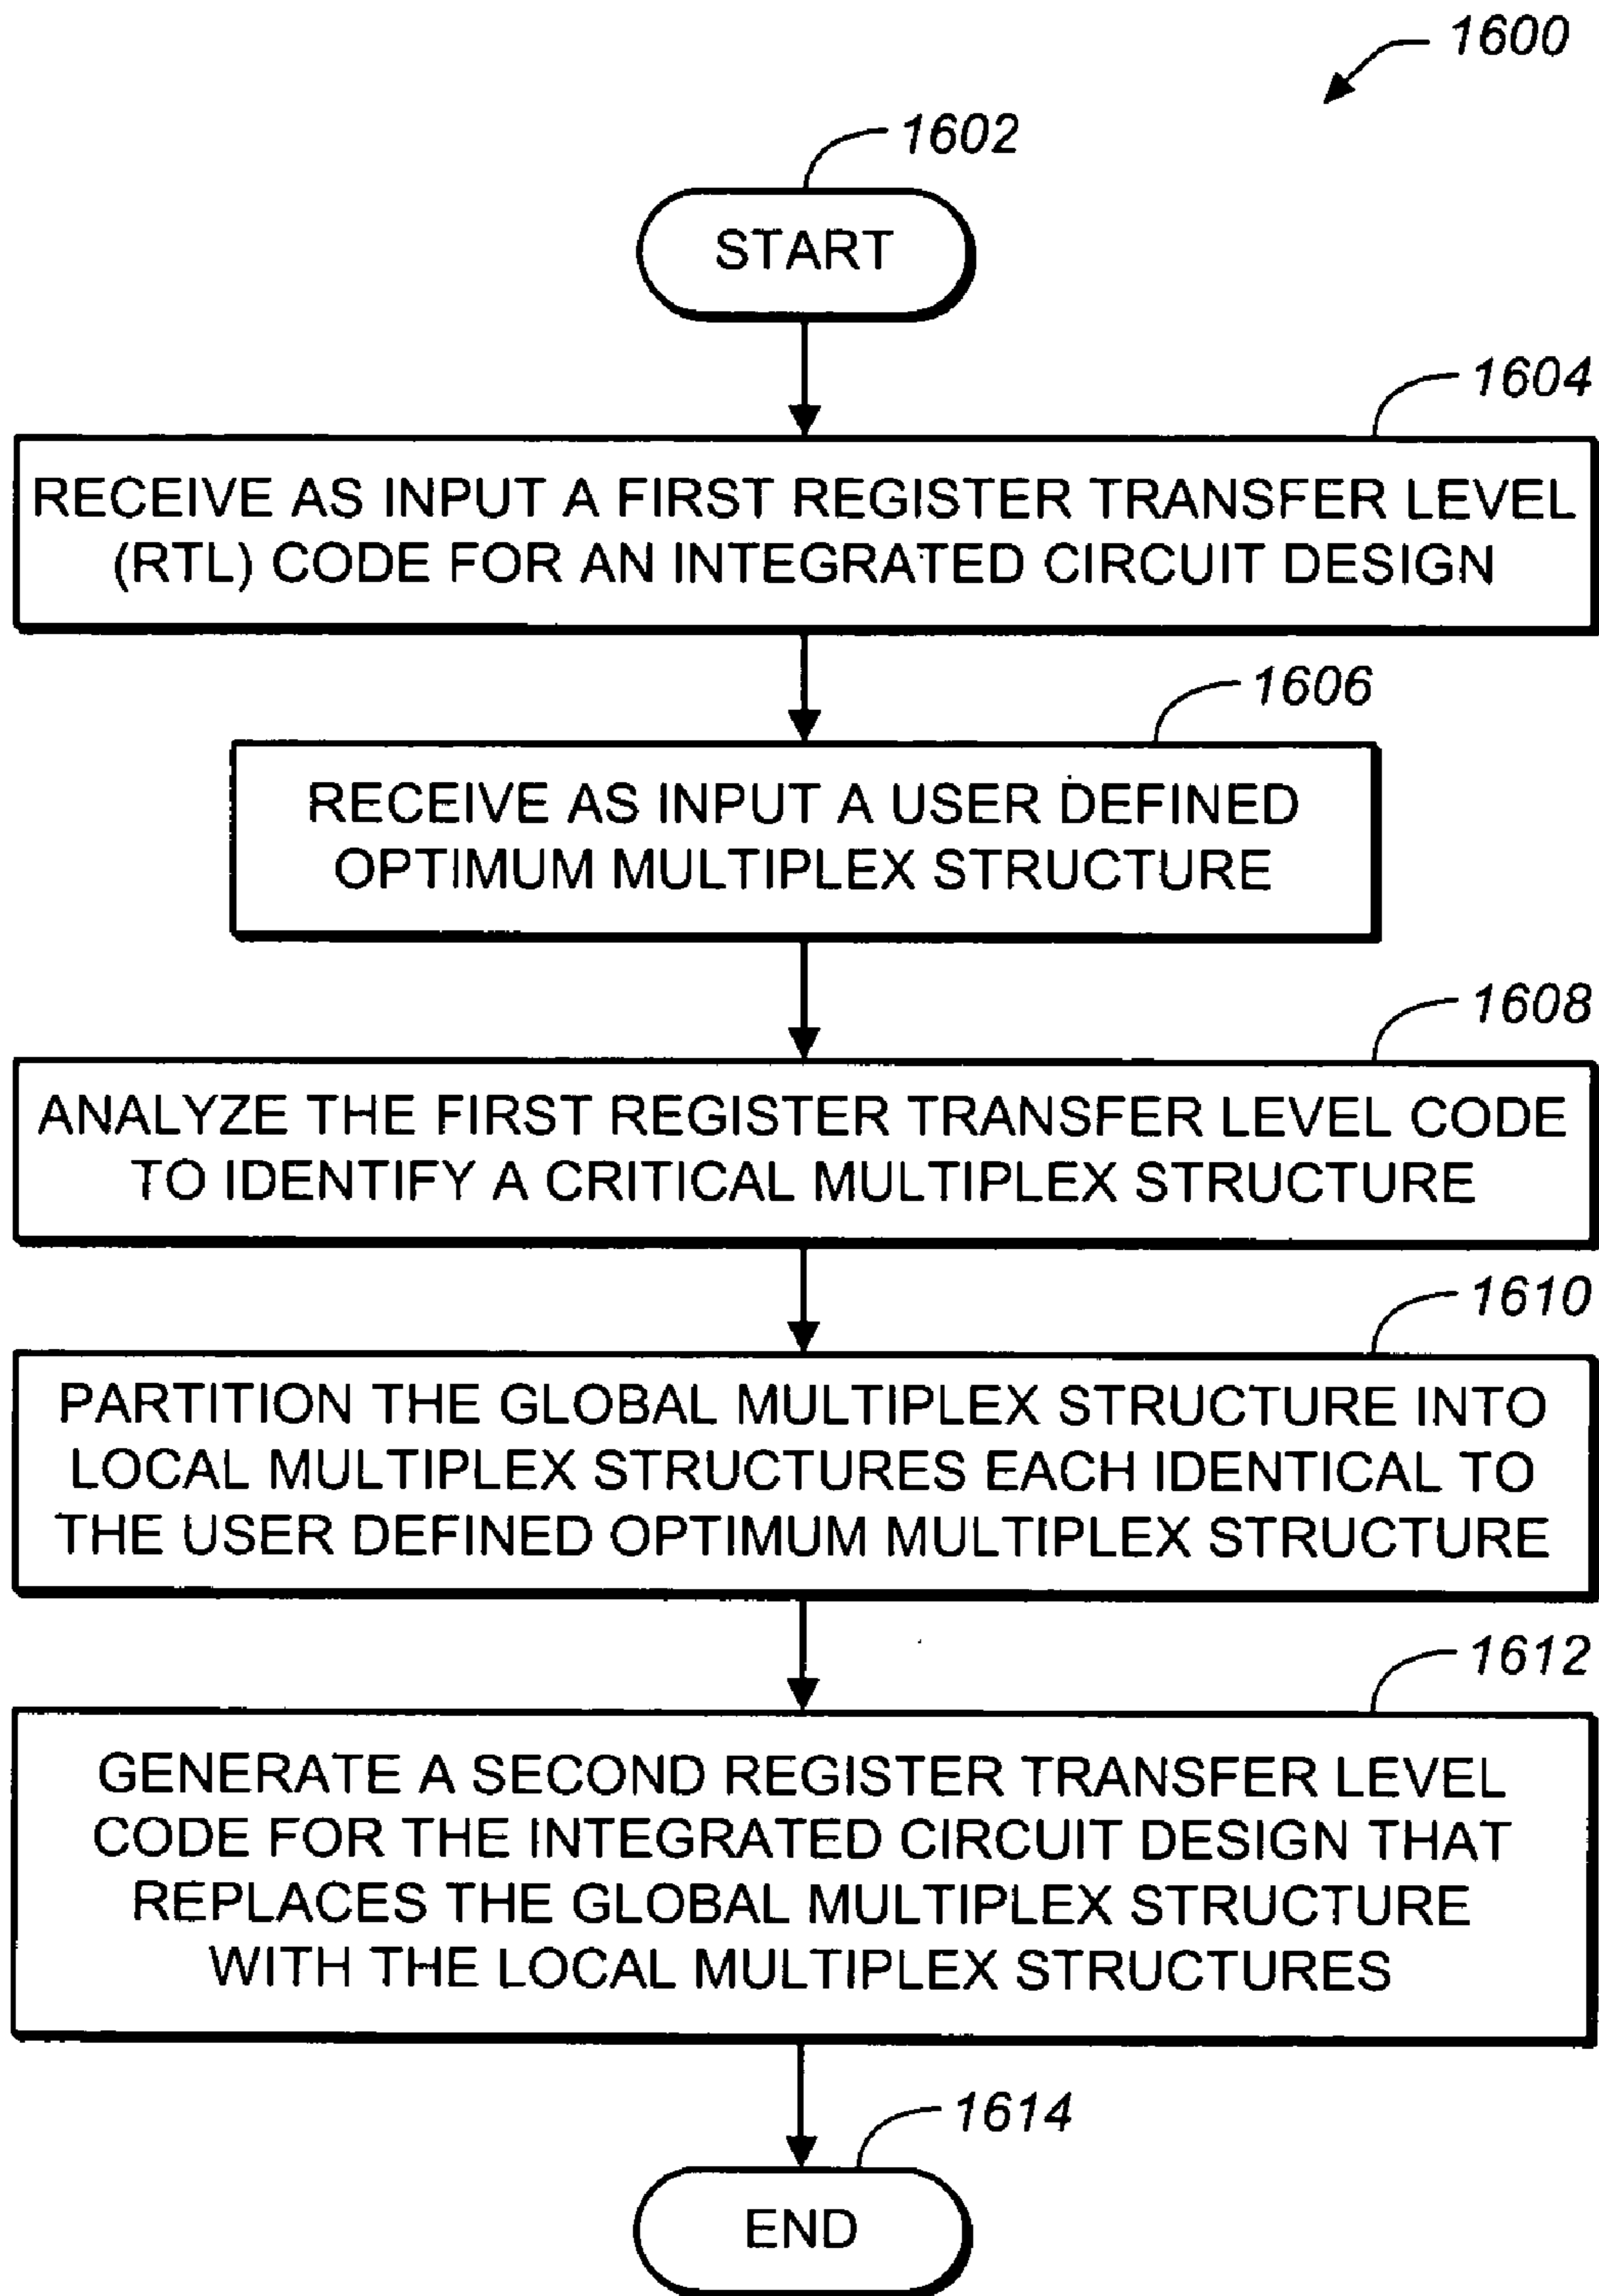 1600
1602
START
1604
RECEIVE AS INPUT A FIRST REGISTER TRANSFER LEVEL
(RTL) CODE FOR AN INTEGRATED CIRCUIT DESIGN
1606
RECEIVE AS INPUT A USER DEFINED
OPTIMUM MULTIPLEX STRUCTURE
1608
ANALYZE THE FIRST REGISTER TRANSFER LEVEL CODE
TO IDENTIFY A CRITICAL MULTIPLEX STRUCTURE
1610
PARTITION THE GLOBAL MULTIPLEX STRUCTURE INTO
LOCAL MULTIPLEX STRUCTURES EACH IDENTICAL TO
THE USER DEFINED OPTIMUM MULTIPLEX STRUCTURE
1612
GENERATE A SECOND REGISTER TRANSFER LEVEL
CODE FOR THE INTEGRATED CIRCUIT DESIGN THAT
REPLACES THE GLOBAL MULTIPLEX STRUCTURE
WITH THE LOCAL MULTIPLEX STRUCTURES
1614
END